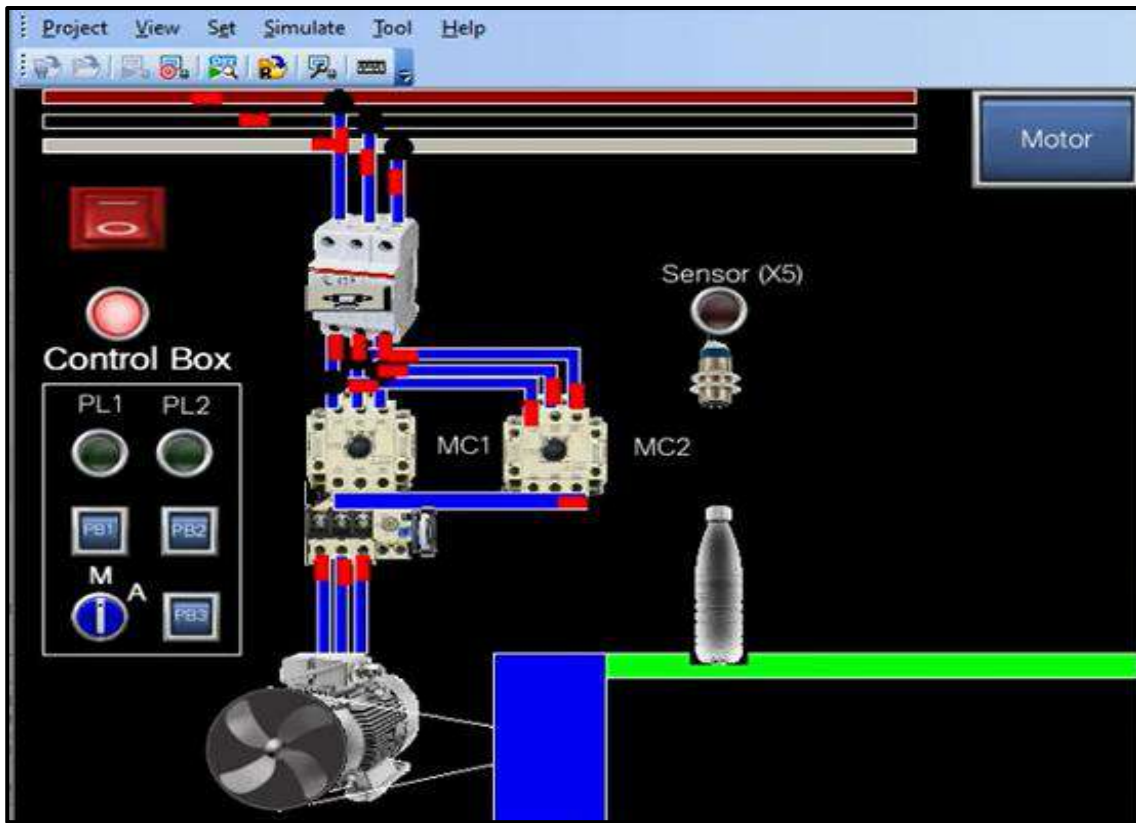 Project View Set Simulate Tool Help
Motor
Sensor (X5)
Control Box
PL1 PL2
MC1 MC2
PB1 PB2
M
A
PB3